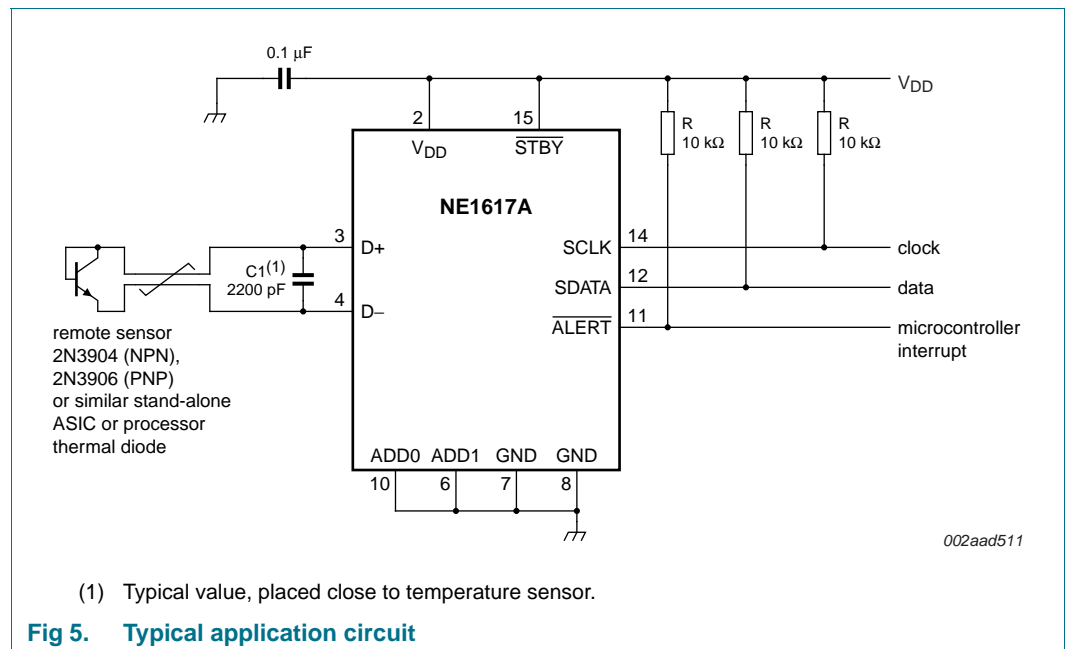 0.1 μF
VDD
2
15
VDD
STBY
R
10 kΩ
R
10 kΩ
R
10 kΩ
NE1617A
3
D+
C1(1)
2200 pF
4
D−
SCLK
14
clock
SDATA
12
data
ALERT
11
microcontroller
interrupt
remote sensor
2N3904 (NPN),
2N3906 (PNP)
or similar stand-alone
ASIC or processor
thermal diode
ADD0 ADD1 GND GND
10
6
7
8
002aad511
(1) Typical value, placed close to temperature sensor.
Fig 5. Typical application circuit